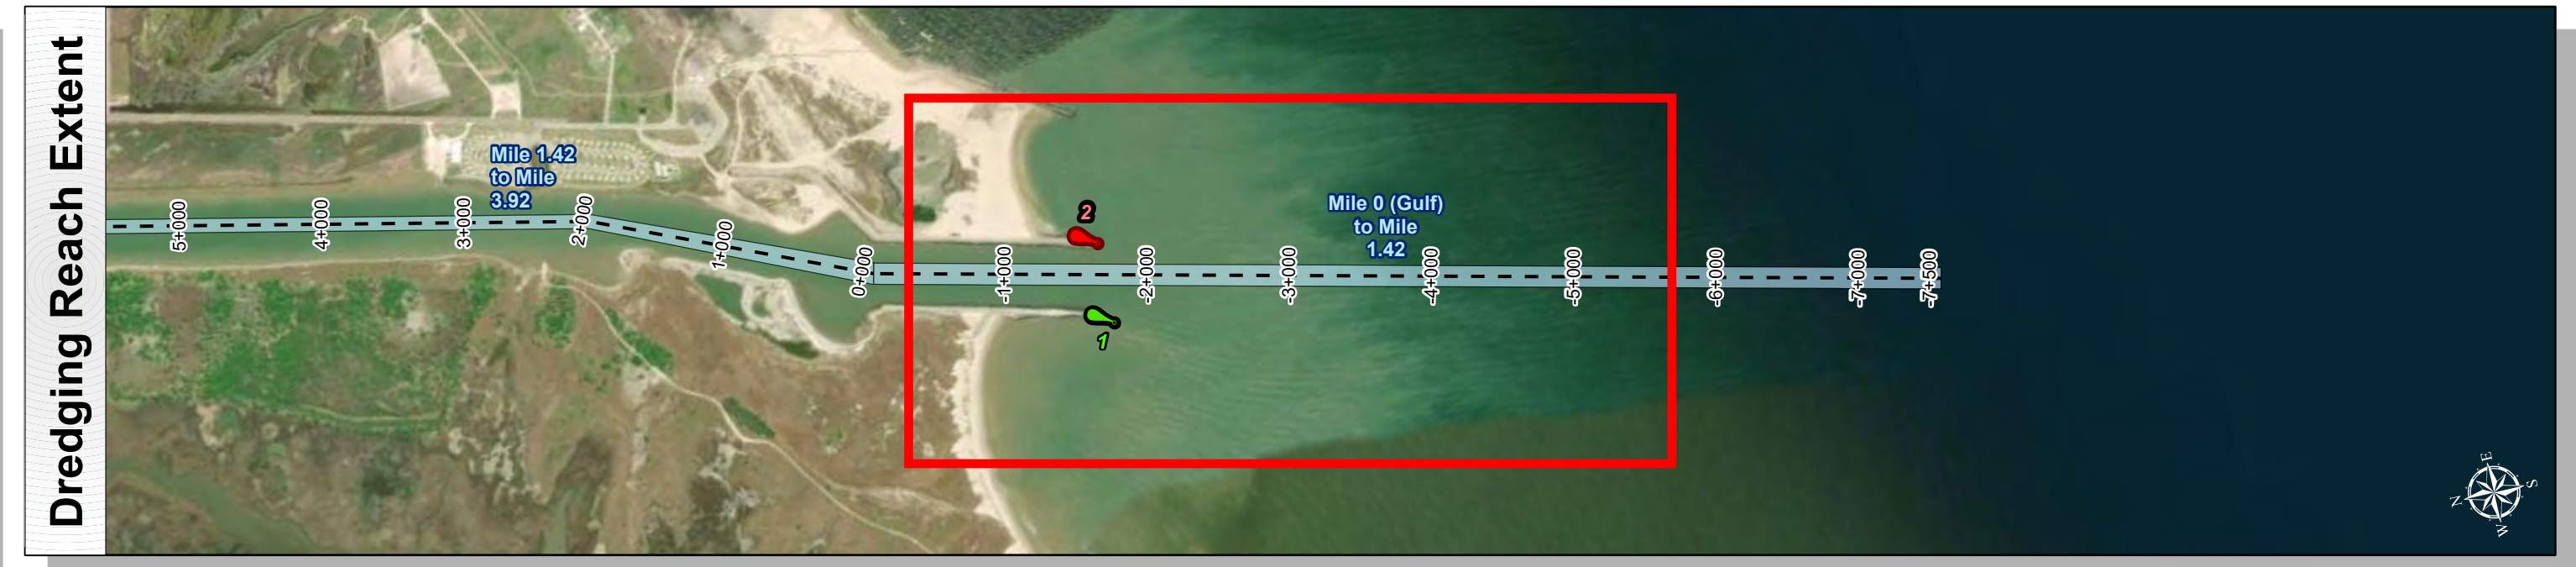 Dredging Reach Extent
Mile 1.42
to Mile
3.92
5+000
4+000
3+000
2+000
1+000
0+000
-1+000
-2+000
-3+000
-4+000
-5+000
-6+000
-7+000
-7+500
2
1
Mile 0 (Gulf)
to Mile
1.42
E
N
S
W